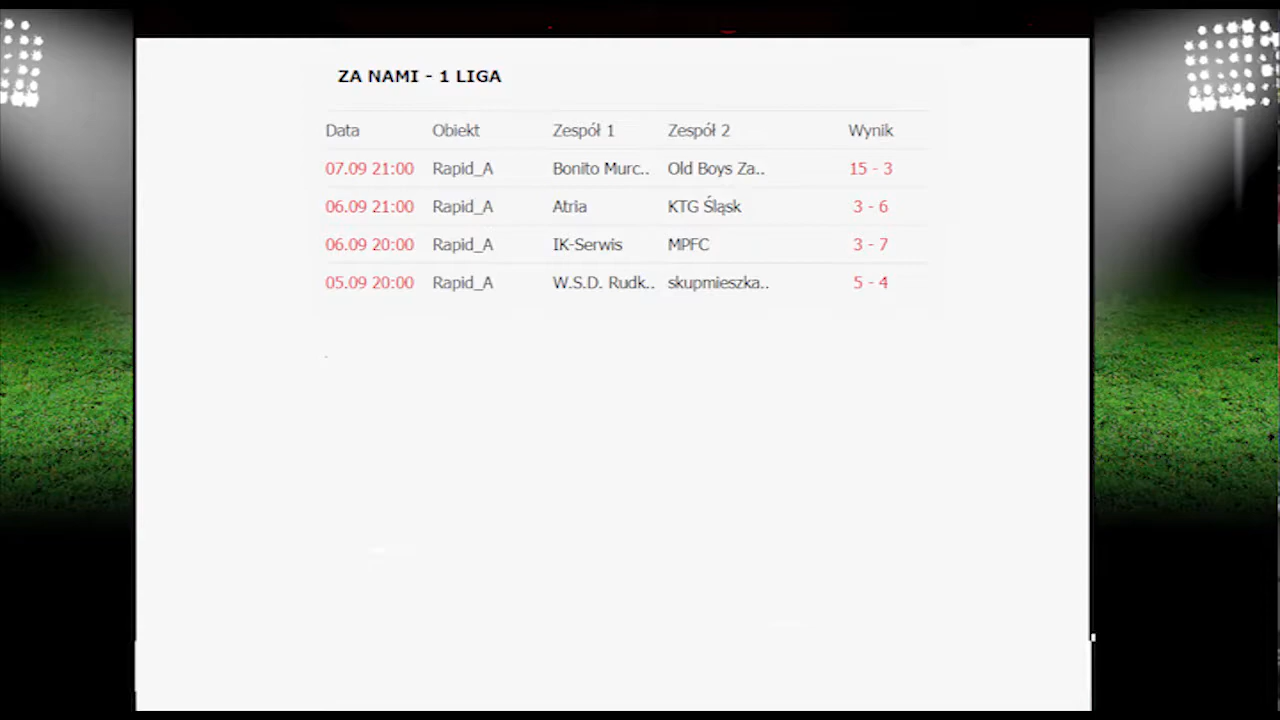 ZA NAMI - 1 LIGA
Data Obiekt Zespół 1 Zespół 2 Wynik
07.09 21:00 Rapid_A Bonito Murc.. Old Boys Za.. 15 - 3
06.09 21:00 Rapid_A Atria KTG Śląsk 3 - 6
06.09 20:00 Rapid_A IK-Serwis MPFC 3 - 7
05.09 20:00 Rapid_A W.S.D. Rudk.. skupmieszka.. 5 - 4